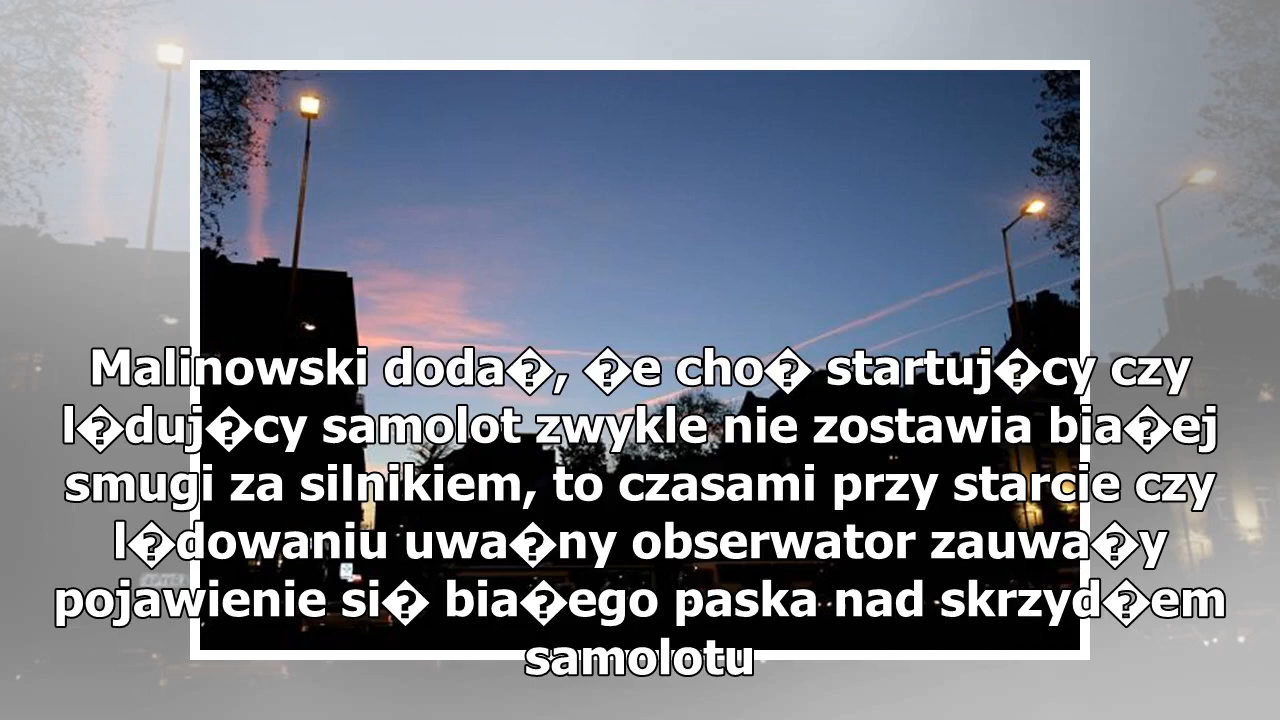 Malinowski doda�, �e cho� startuj�cy czy
l�duj�cy samolot zwykle nie zostawia bia�ej
smugi za silnikiem, to czasami przy starcie czy
l�dowaniu uwa�ny obserwator zauwa�y
pojawienie si� bia�ego paska nad skrzyd�em
samolotu